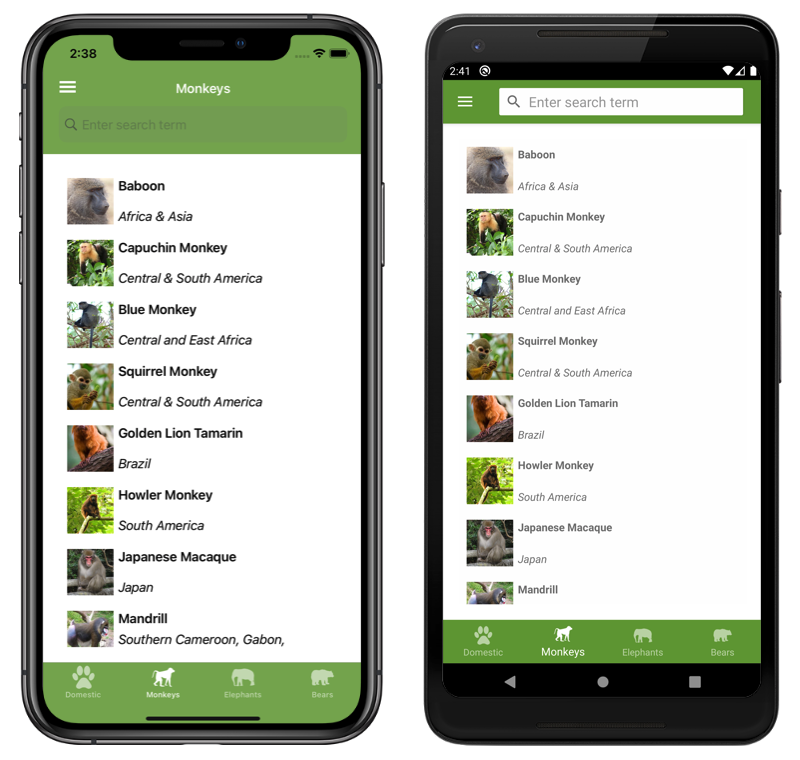 2:38
Monkeys
Enter search term
Baboon
Africa & Asia
Capuchin Monkey
Central & South America
Blue Monkey
Central and East Africa
Squirrel Monkey
Central & South America
Golden Lion Tamarin
Brazil
Howler Monkey
South America
Japanese Macaque
Japan
Mandrill
Southern Cameroon, Gabon,
Domestic Monkeys Elephants Bears
2:41
Enter search term
Baboon
Africa & Asia
Capuchin Monkey
Central & South America
Blue Monkey
Central and East Africa
Squirrel Monkey
Central & South America
Golden Lion Tamarin
Brazil
Howler Monkey
South America
Japanese Macaque
Japan
Mandrill
Domestic Monkeys Elephants Bears